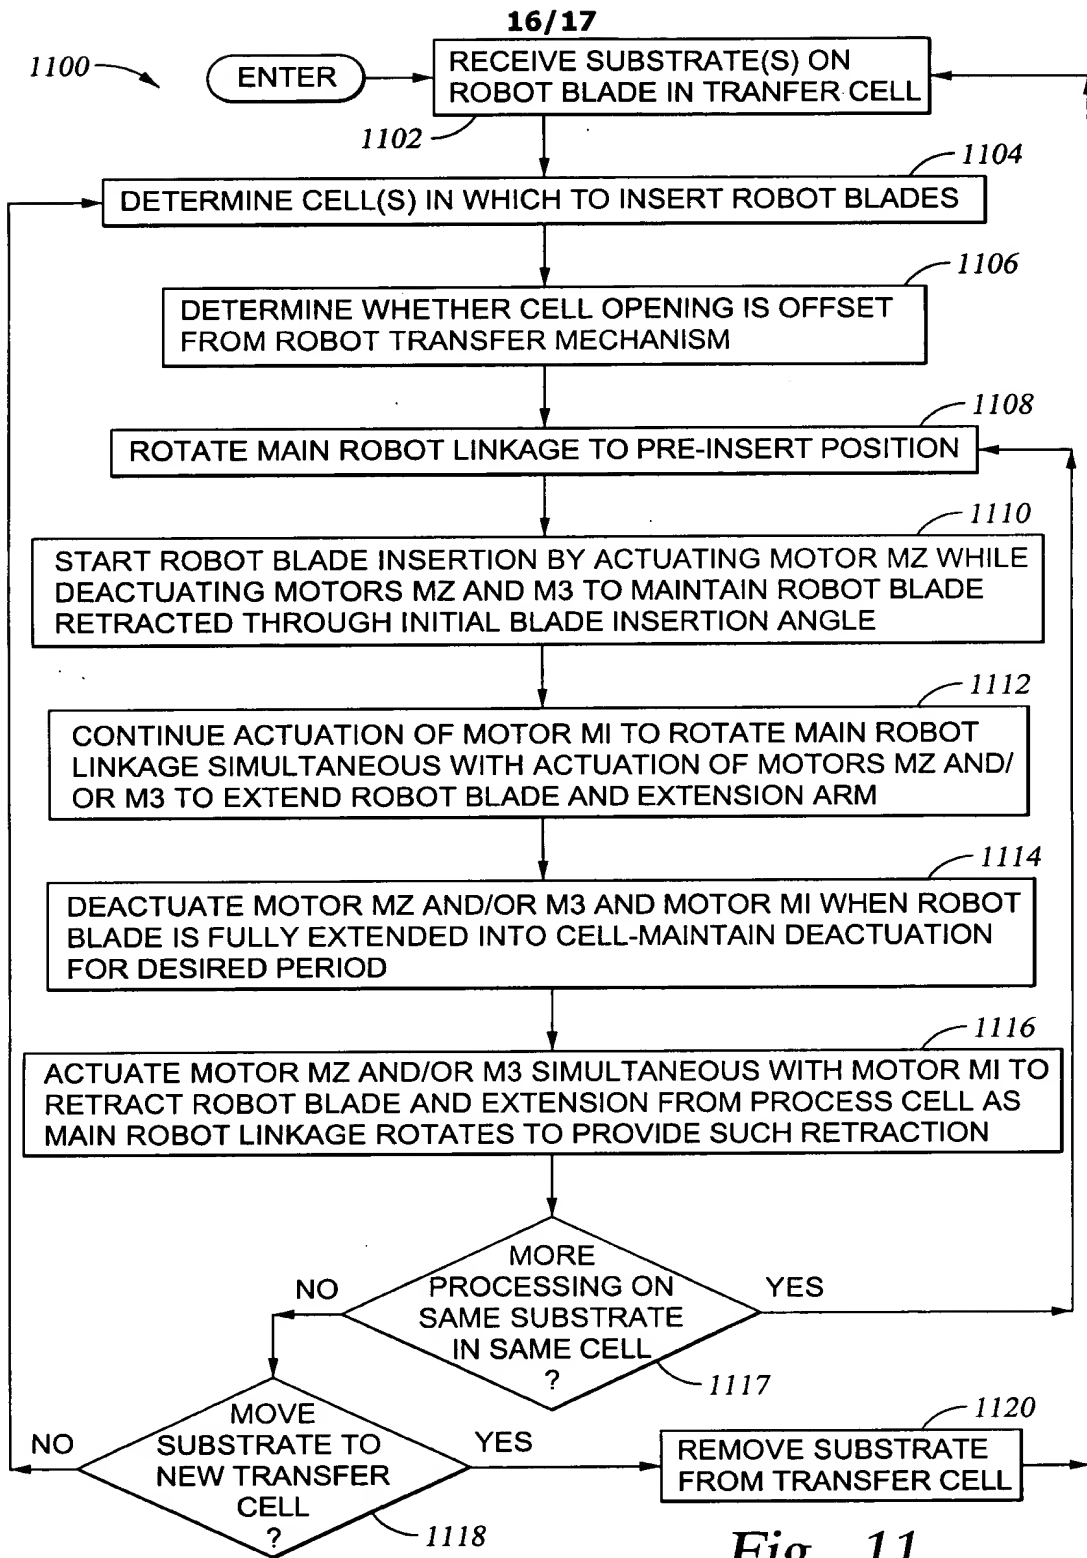 16/17
1100
ENTER
RECEIVE SUBSTRATE(S) ON
ROBOT BLADE IN TRANFER CELL
1102
1104
DETERMINE CELL(S) IN WHICH TO INSERT ROBOT BLADES
1106
DETERMINE WHETHER CELL OPENING IS OFFSET
FROM ROBOT TRANSFER MECHANISM
1108
ROTATE MAIN ROBOT LINKAGE TO PRE-INSERT POSITION
1110
START ROBOT BLADE INSERTION BY ACTUATING MOTOR MZ WHILE
DEACTUATING MOTORS MZ AND M3 TO MAINTAIN ROBOT BLADE
RETRACTED THROUGH INITIAL BLADE INSERTION ANGLE
1112
CONTINUE ACTUATION OF MOTOR MI TO ROTATE MAIN ROBOT
LINKAGE SIMULTANEOUS WITH ACTUATION OF MOTORS MZ AND/
OR M3 TO EXTEND ROBOT BLADE AND EXTENSION ARM
1114
DEACTUATE MOTOR MZ AND/OR M3 AND MOTOR MI WHEN ROBOT
BLADE IS FULLY EXTENDED INTO CELL-MAINTAIN DEACTUATION
FOR DESIRED PERIOD
1116
ACTUATE MOTOR MZ AND/OR M3 SIMULTANEOUS WITH MOTOR MI TO
RETRACT ROBOT BLADE AND EXTENSION FROM PROCESS CELL AS
MAIN ROBOT LINKAGE ROTATES TO PROVIDE SUCH RETRACTION
MORE
PROCESSING ON
SAME SUBSTRATE
IN SAME CELL
?
NO
YES
1117
MOVE
SUBSTRATE TO
NEW TRANSFER
CELL
?
NO
YES
1118
1120
REMOVE SUBSTRATE
FROM TRANSFER CELL
Fig. 11